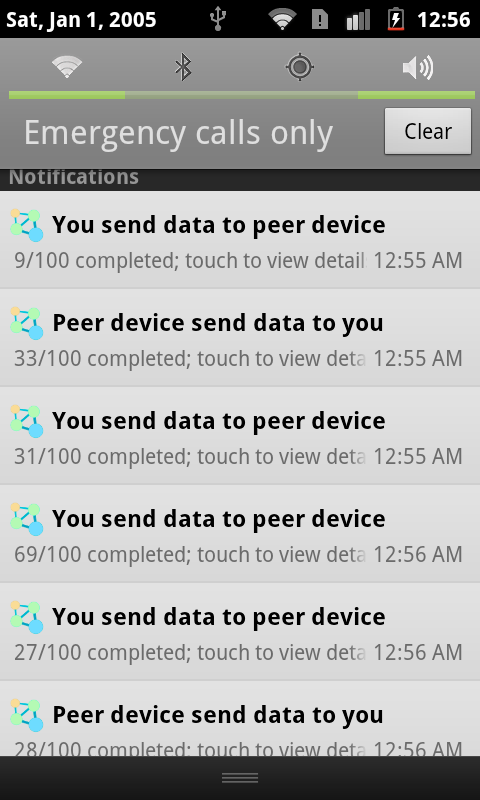 Sat, Jan 1, 2005 12:56
Emergency calls only
Clear
Notifications
You send data to peer device
9/100 completed; touch to view detail 12:55 AM
Peer device send data to you
33/100 completed; touch to view deta 12:55 AM
You send data to peer device
31/100 completed; touch to view deta 12:55 AM
You send data to peer device
69/100 completed; touch to view deta 12:56 AM
You send data to peer device
27/100 completed; touch to view deta 12:56 AM
Peer device send data to you
28/100 completed; touch to view deta 12:56 AM